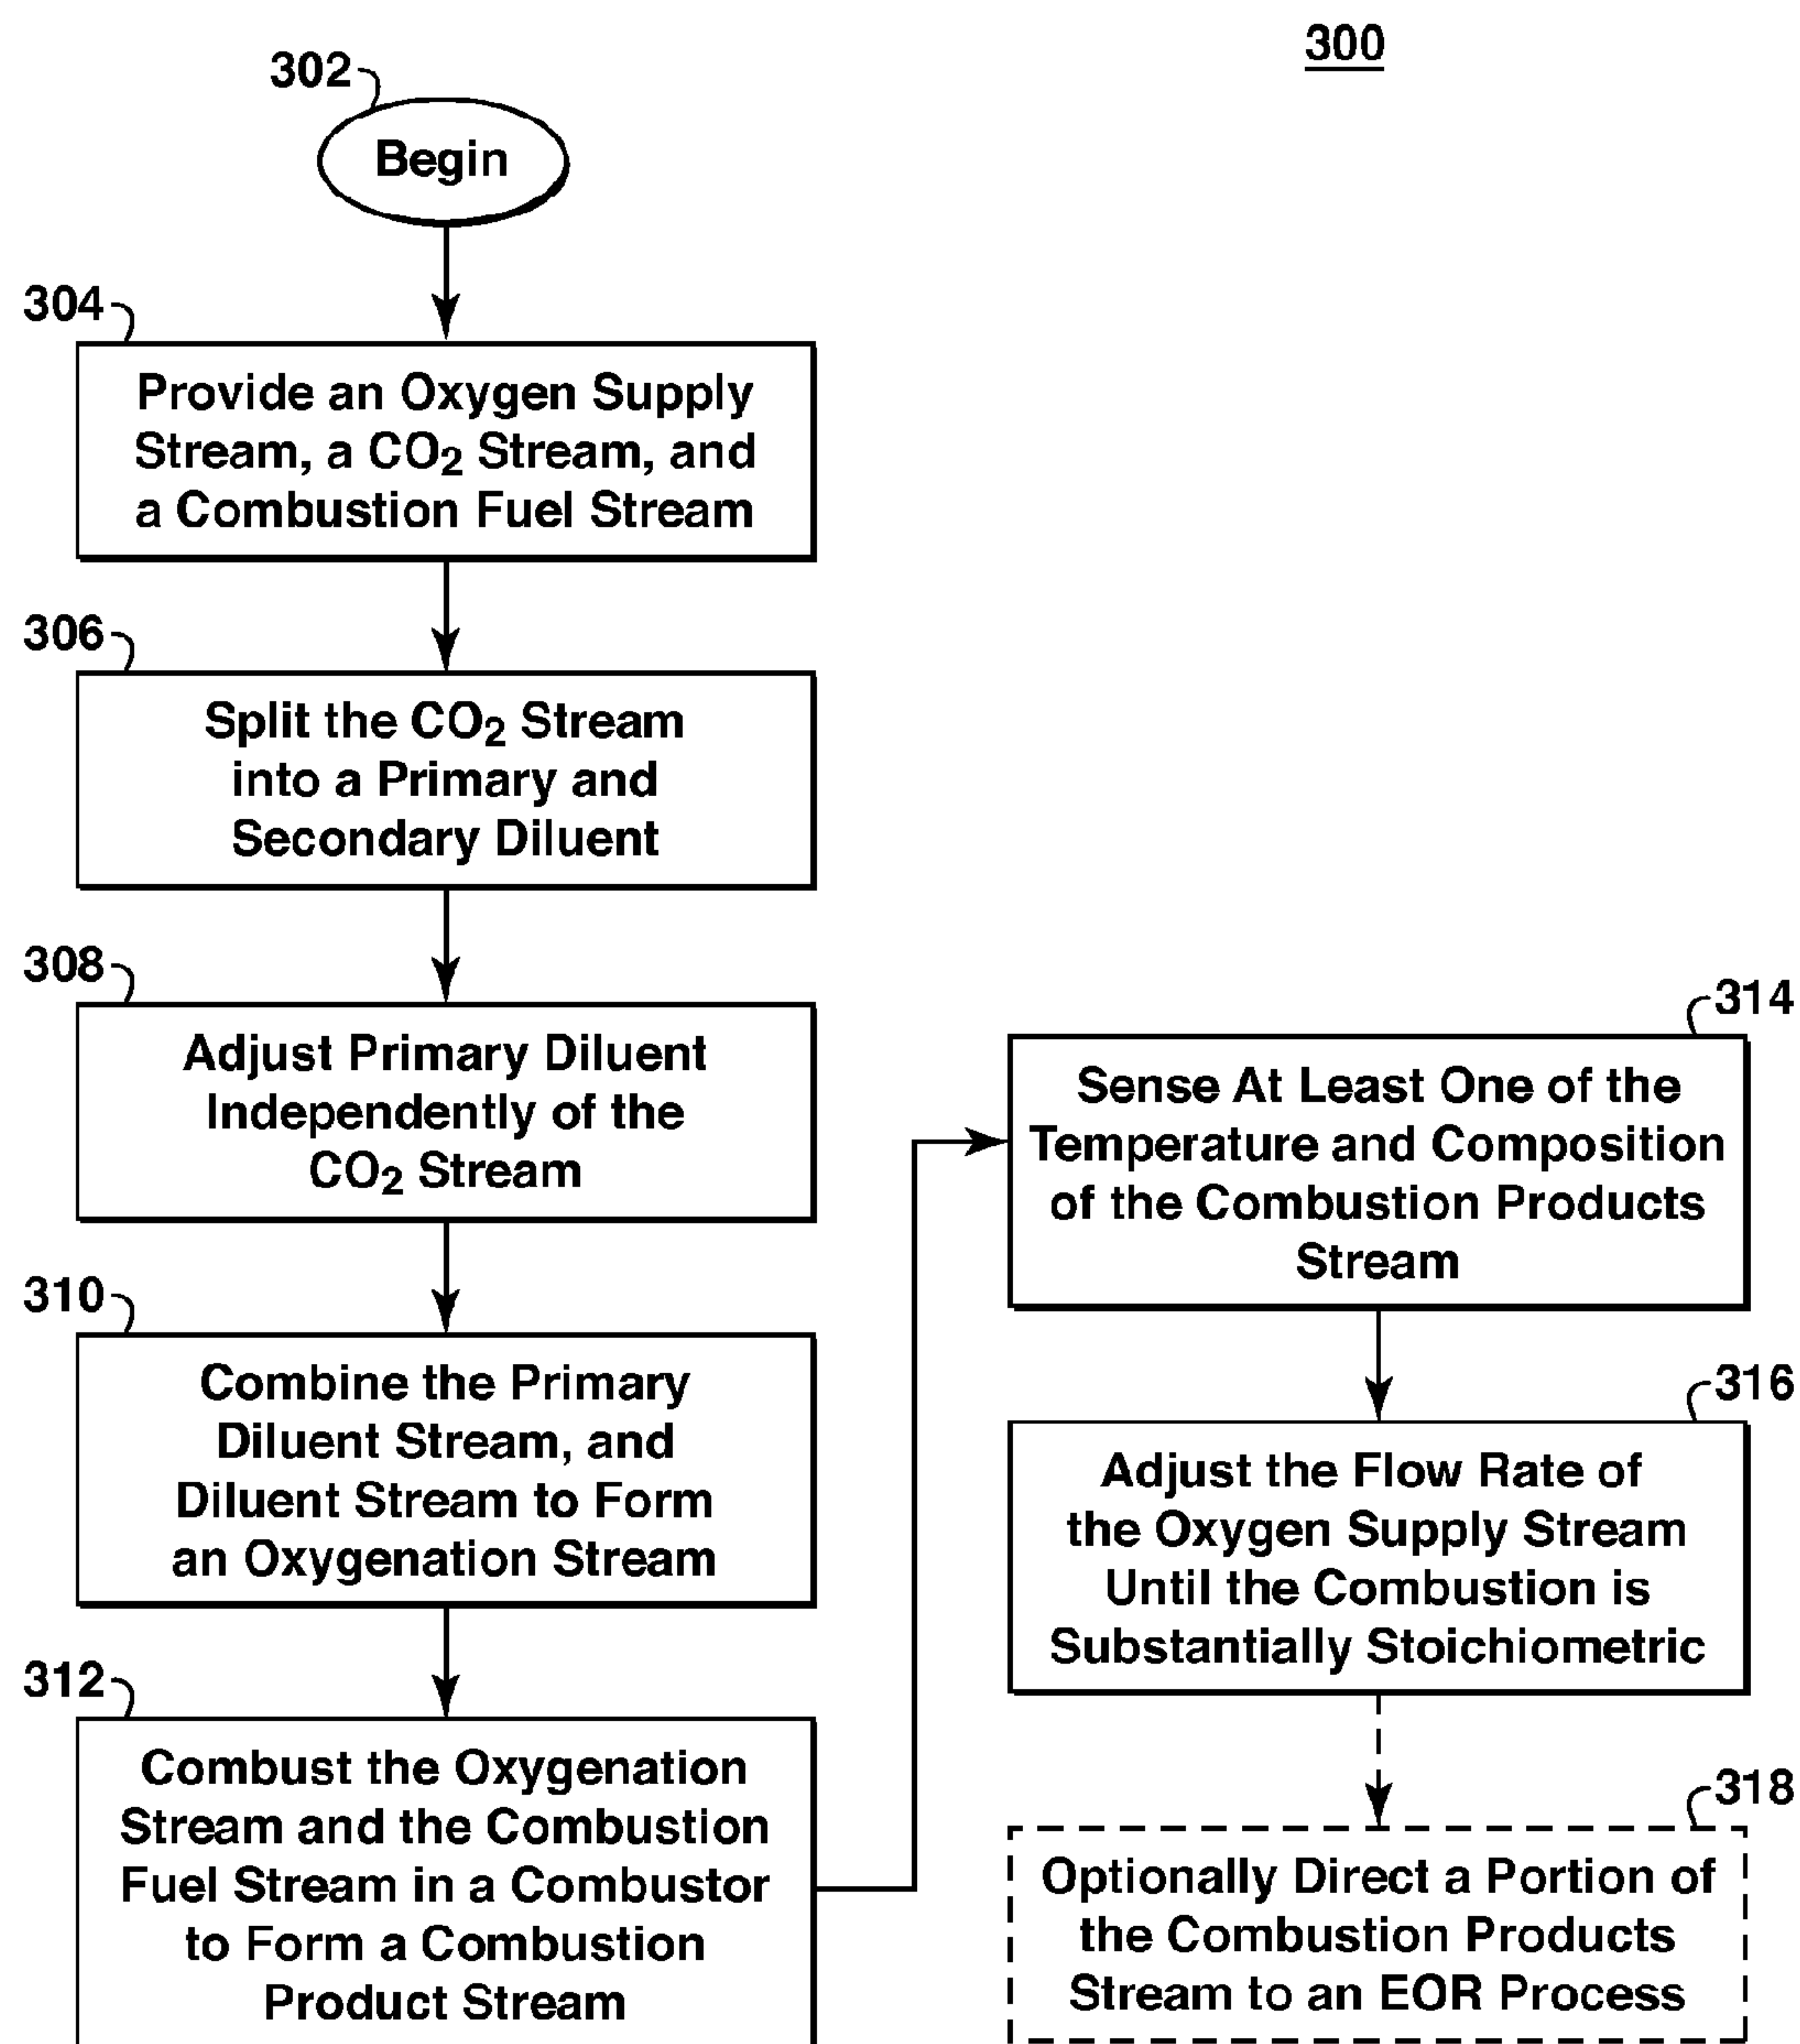 300
302
Begin
304
Provide an Oxygen Supply
Stream, a CO₂ Stream, and
a Combustion Fuel Stream
306
Split the CO₂ Stream
into a Primary and
Secondary Diluent
308
Adjust Primary Diluent
Independently of the
CO₂ Stream
310
Combine the Primary
Diluent Stream, and
Diluent Stream to Form
an Oxygenation Stream
312
Combust the Oxygenation
Stream and the Combustion
Fuel Stream in a Combustor
to Form a Combustion
Product Stream
314
Sense At Least One of the
Temperature and Composition
of the Combustion Products
Stream
316
Adjust the Flow Rate of
the Oxygen Supply Stream
Until the Combustion is
Substantially Stoichiometric
318
Optionally Direct a Portion of
the Combustion Products
Stream to an EOR Process